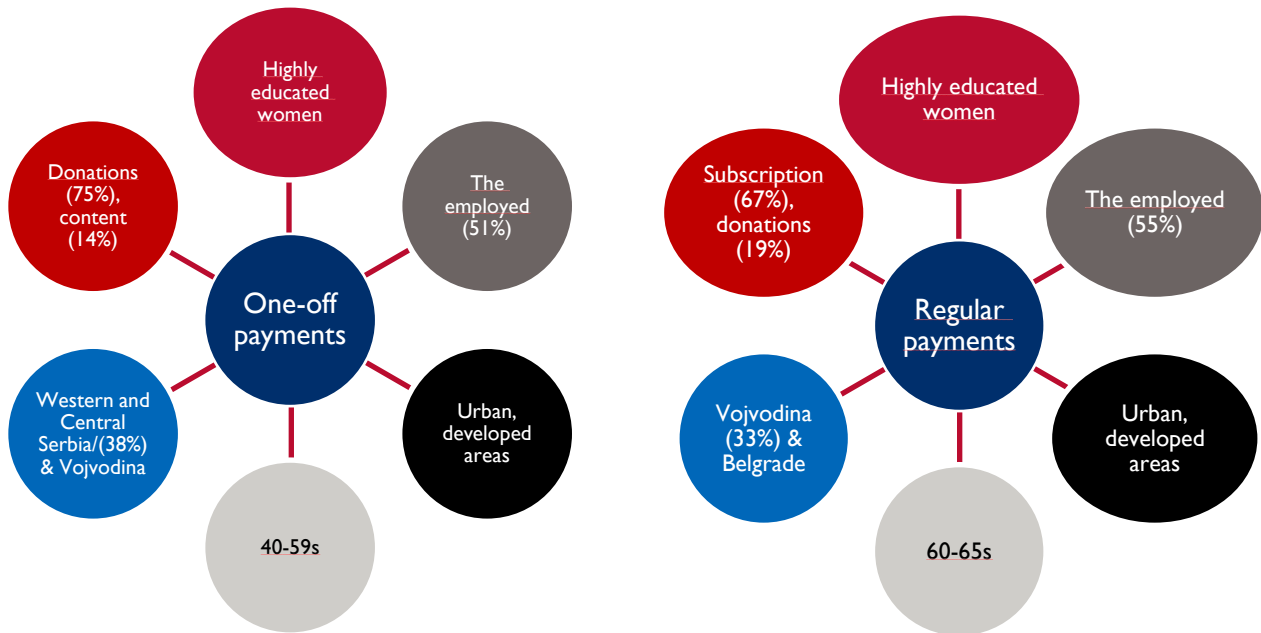 Highly
educated
women
Donations
(75%),
content
(14%)
The
employed
(51%)
One-off
payments
Western and
Central
Serbia/(38%)
& Vojvodina
Urban,
developed
areas
40-59s
Highly educated
women
Subscription
(67%),
donations
(19%)
The employed
(55%)
Regular
payments
Vojvodina
(33%) &
Belgrade
Urban,
developed
areas
60-65s